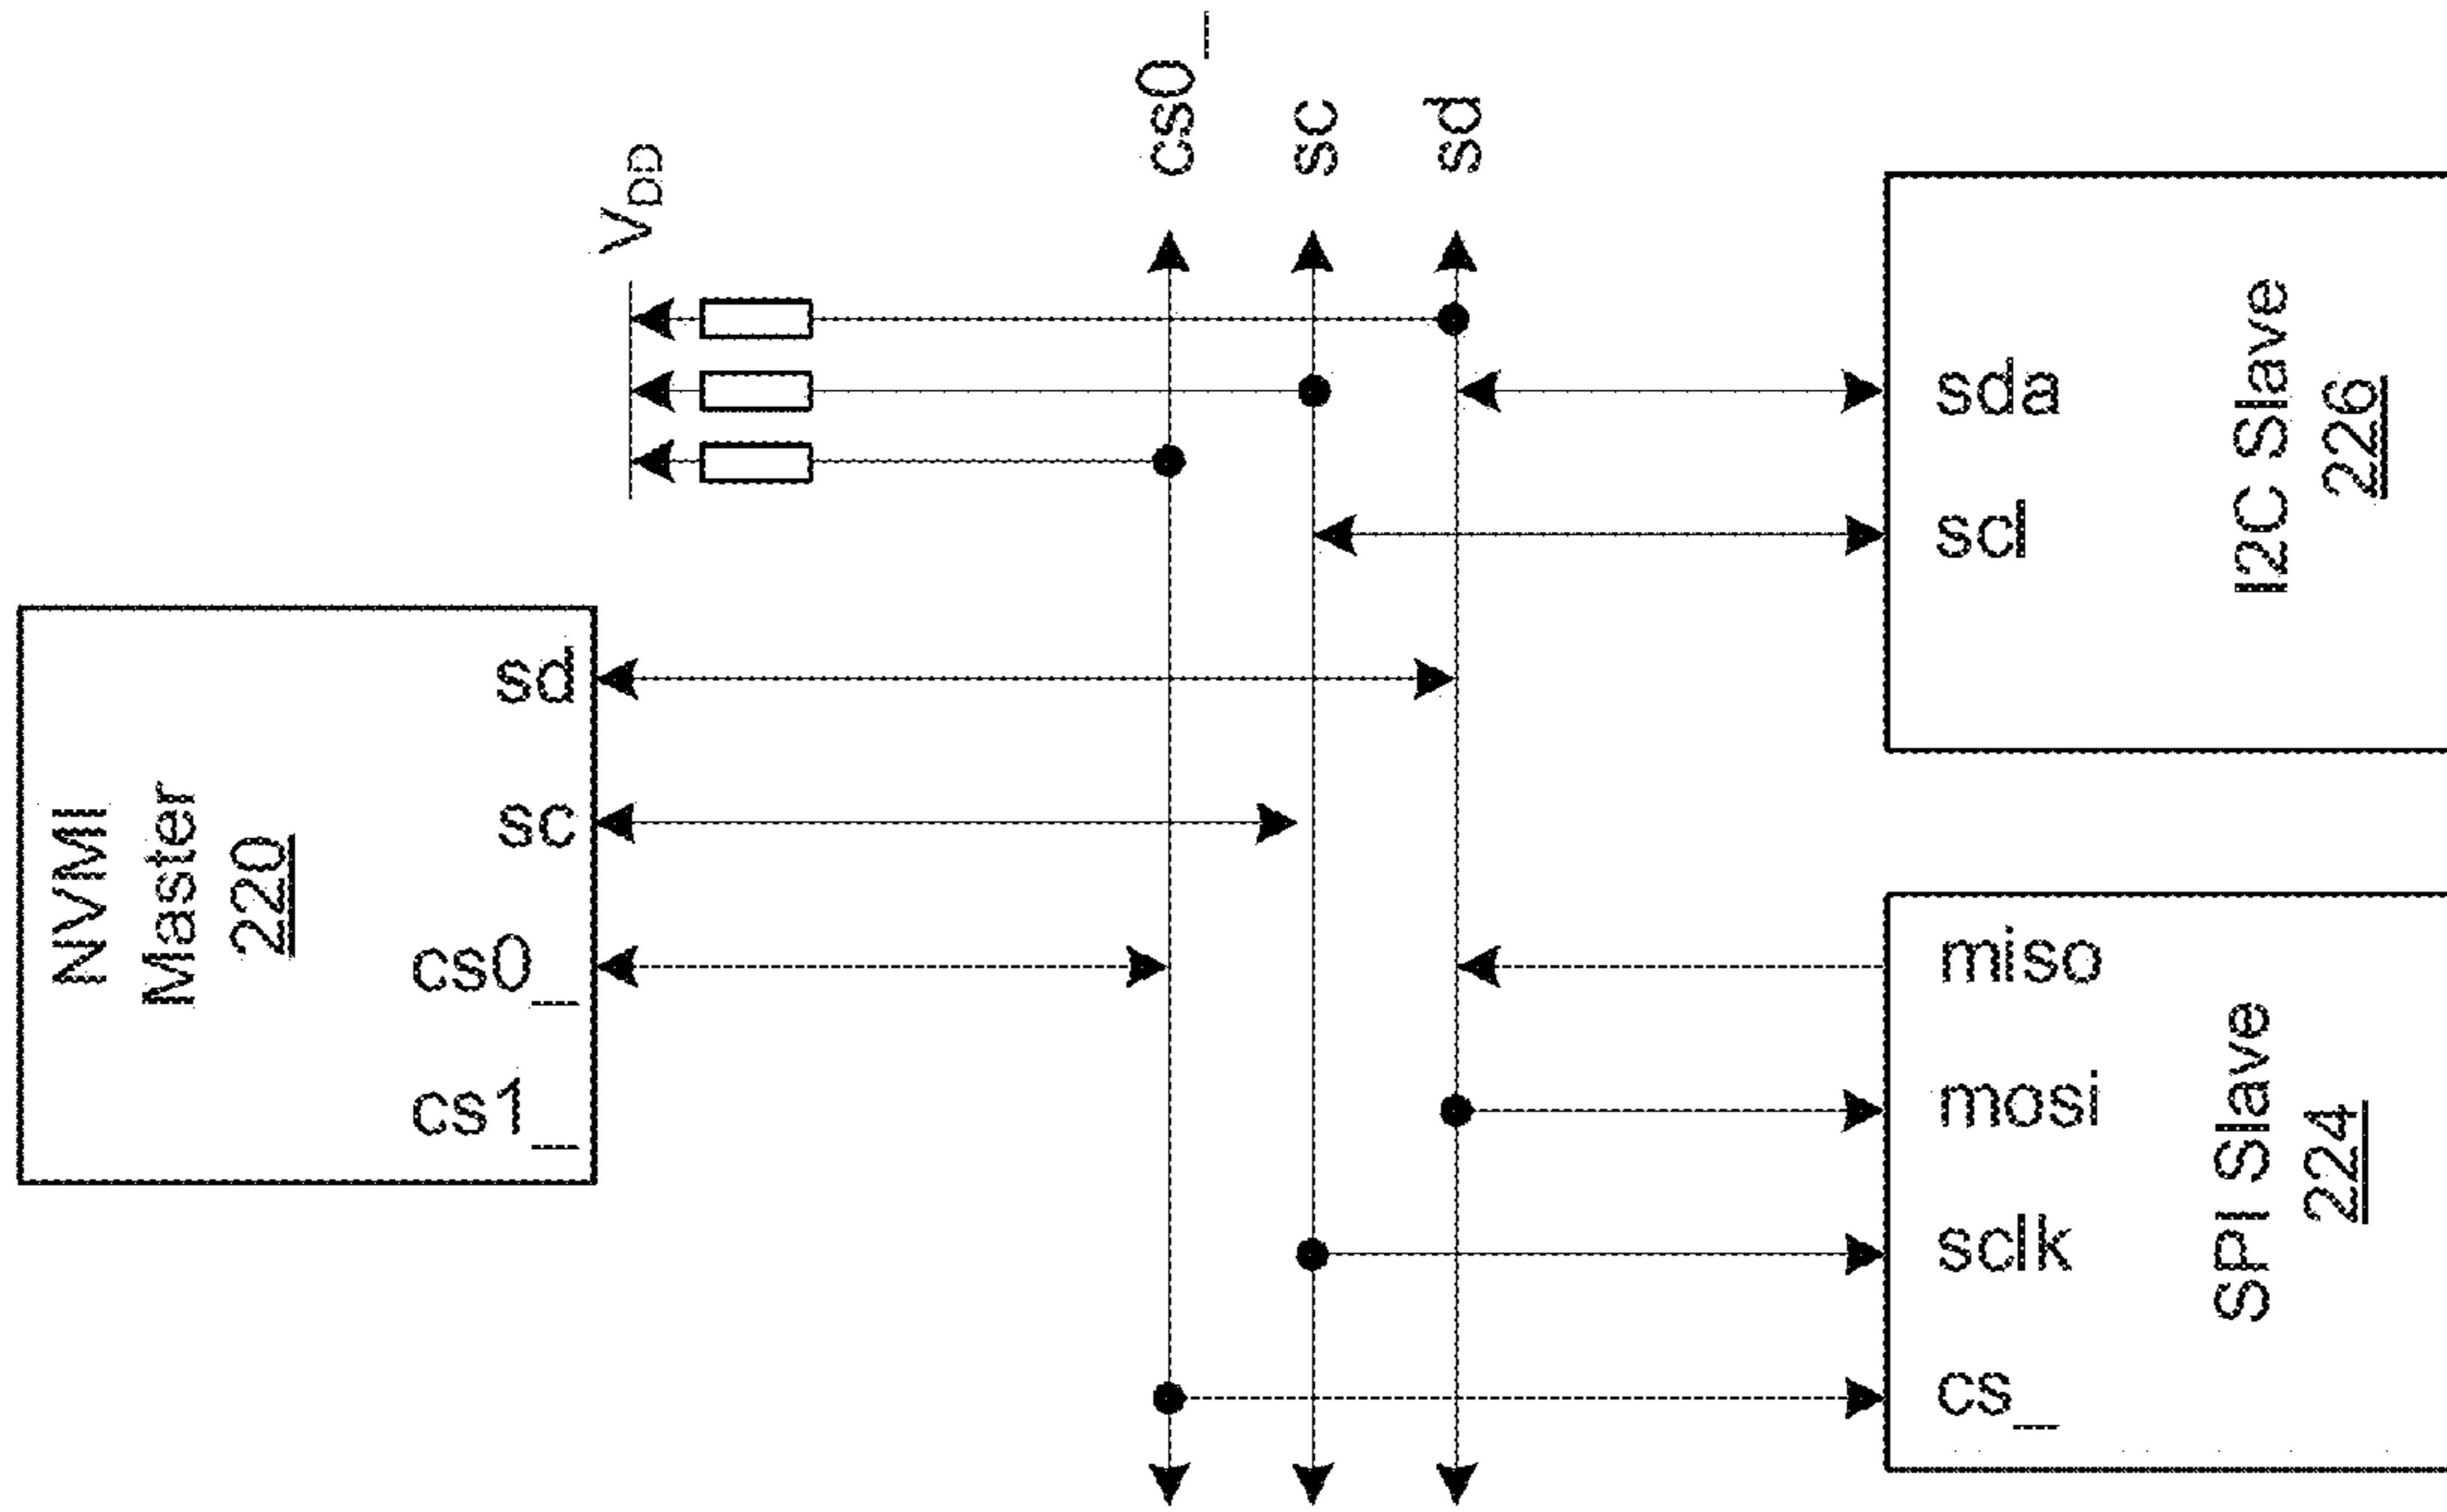 NVMI
Master
220
cs1_
cs0_
sc
sd
V_DD
cs0_
sc
sd
cs_
sclk
mosi
miso
SPI Slave
224
scl
sda
I2C Slave
226